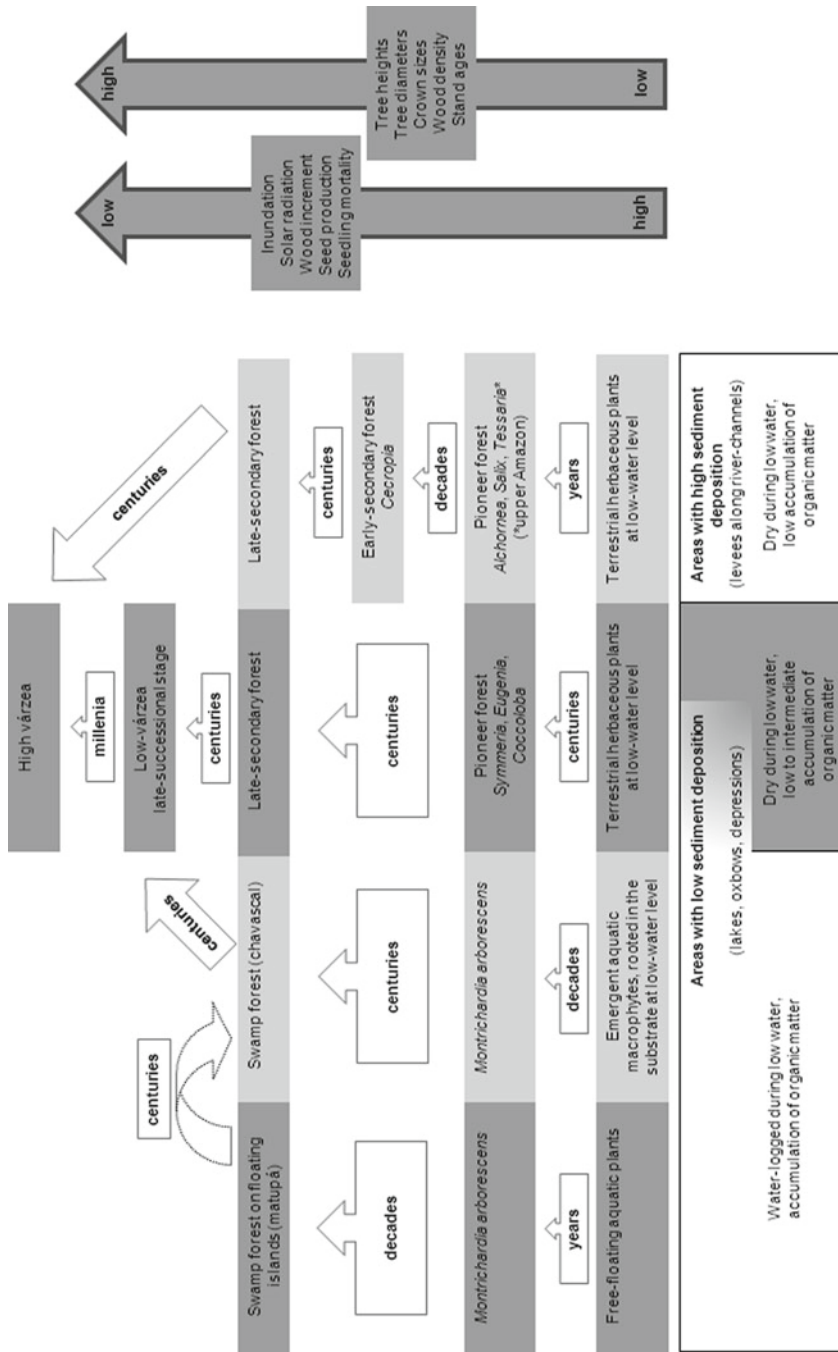 High várzea
millenia
Low-várzea
late-successional stage
centuries
centuries
centuries
centuries
Swamp forest on floating
islands (matupá)
Swamp forest (chavascal)
Late-secondary forest
Late-secondary forest
decades
centuries
centuries
centuries
Early-secondary forest
Cecropia
decades
Montrichardia arborescens
Montrichardia arborescens
Pioneer forest
Symmeria, Eugenia,
Coccoloba
Pioneer forest
Alchornea, Salix, Tessaria*
(*upper Amazon)
years
decades
centuries
years
Free-floating aquatic plants
Emergent aquatic
macrophytes, rooted in the
substrate at low-water level
Terrestrial herbaceous plants
at low-water level
Terrestrial herbaceous plants
at low-water level
Areas with low sediment deposition
(lakes, oxbows, depressions)
Areas with high sediment
deposition
(levees along river-channels)
Water-logged during low water,
accumulation of organic matter
Dry during low water,
low to intermediate
accumulation of
organic matter
Dry during low water,
low accumulation of
organic matter
low
Inundation
Solar radiation
Wood increment
Seed production
Seedling mortality
high
high
Tree heights
Tree diameters
Crown sizes
Wood density
Stand ages
low